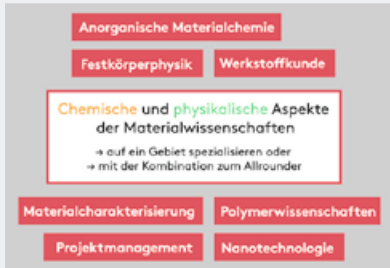 Anorganische Materialchemie
Festkörperphysik
Werkstoffkunde
Chemische und physikalische Aspekte
der Materialwissenschaften
→ auf ein Gebiet spezialisieren oder
→ mit der Kombination zum Allrounder
Materialcharakterisierung
Polymerwissenschaften
Projektmanagement
Nanotechnologie